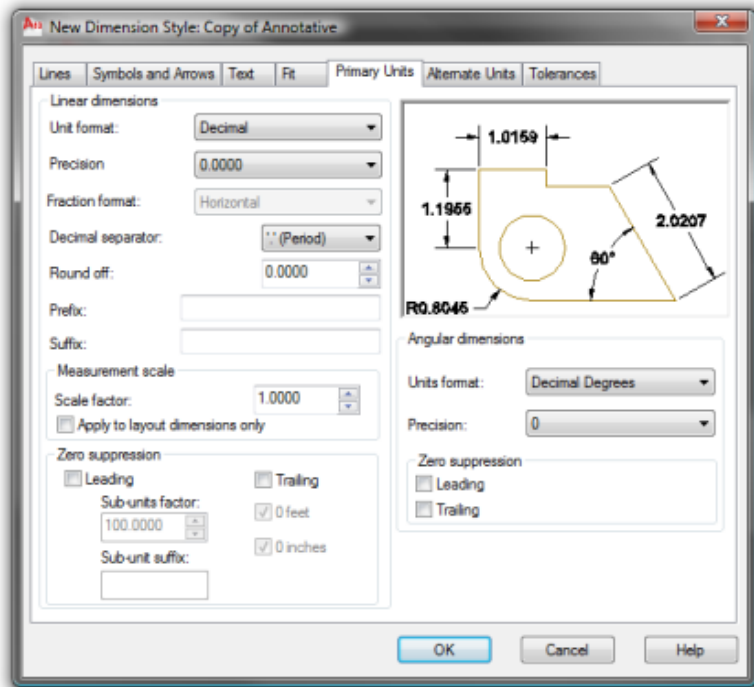 New Dimension Style: Copy of Annotative
Lines Symbols and Arrows Text Fit Primary Units Alternate Units Tolerances
Linear dimensions
Unit format: Decimal
Precision 0.0000
Fraction format: Horizontal
Decimal separator: '.' (Period)
Round off: 0.0000
Prefix:
Suffix:
Measurement scale
Scale factor: 1.0000
Apply to layout dimensions only
Zero suppression
Leading Trailing
Sub-units factor: 0 feet
100.0000
0 inches
Sub-unit suffix:
1.0159
1.1955
2.0207
60°
R0.8045
Angular dimensions
Units format: Decimal Degrees
Precision: 0
Zero suppression
Leading
Trailing
OK Cancel Help